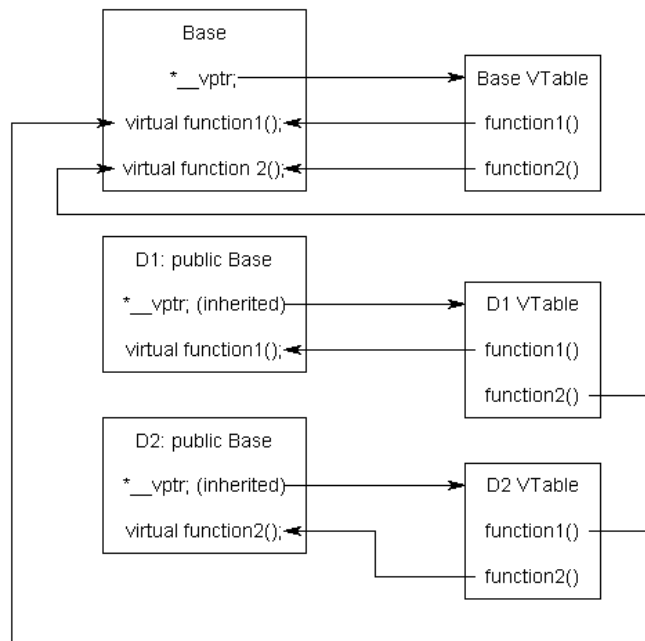 Base
*__vptr;
virtual function1();
virtual function 2();
Base VTable
function1()
function2()
D1: public Base
*__vptr; (inherited)
virtual function1();
D1 VTable
function1()
function2()
D2: public Base
*__vptr; (inherited)
virtual function2();
D2 VTable
function1()
function2()